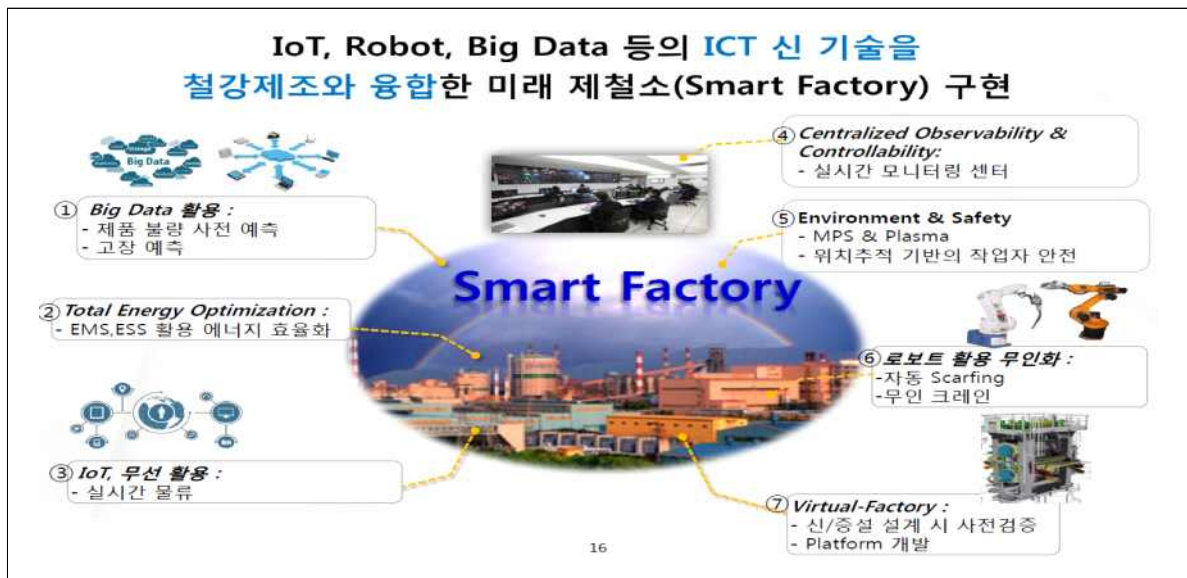 IoT, Robot, Big Data 등의 ICT 신 기술을
철강제조와 융합한 미래 제철소(Smart Factory) 구현
Big Data
① Big Data 활용 :
- 제품 불량 사전 예측
- 고장 예측
② Total Energy Optimization :
- EMS,ESS 활용 에너지 효율화
③ IoT, 무선 활용 :
- 실시간 물류
Smart Factory
④ Centralized Observability &
Controllability:
- 실시간 모니터링 센터
⑤ Environment & Safety
- MPS & Plasma
- 위치추적 기반의 작업자 안전
⑥ 로보트 활용 무인화 :
-자동 Scarfing
-무인 크레인
⑦ Virtual-Factory :
- 신/증설 설계 시 사전검증
- Platform 개발
16